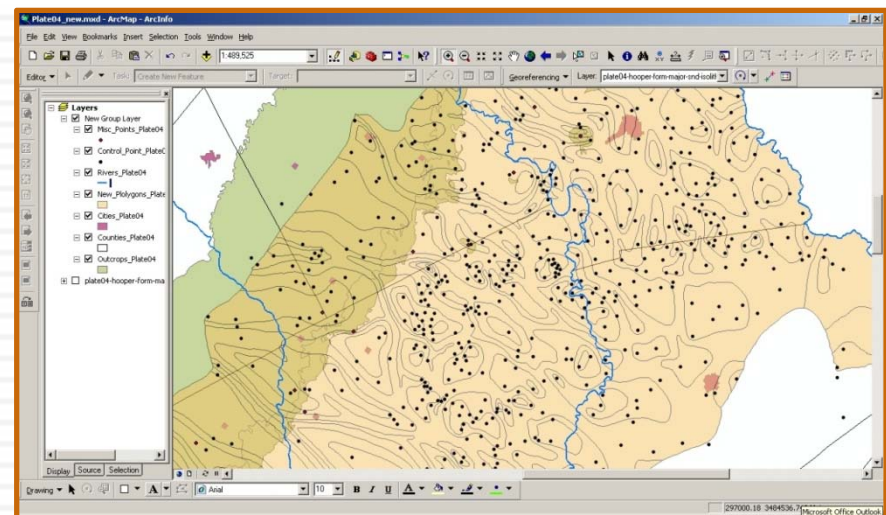 Plate04_new.mxd - ArcMap - ArcInfo
File Edit View Bookmarks Insert Selection Tools Window Help
1:489,525
Editor Task: Create New Feature Target: Georeferencing Layer: plate04-hooper-form-major-snd-isolit
Layers
New Group Layer
Misc_Points_Plate04
Control_Point_PlateC
Rivers_Plate04
New_Plolygons_Plate
Cities_Plate04
Counties_Plate04
Outcrops_Plate04
plate04-hooper-form-ma
Display Source Selection
Drawing A Arial 10 B I U A
297000.18 Microsoft Office Outlook